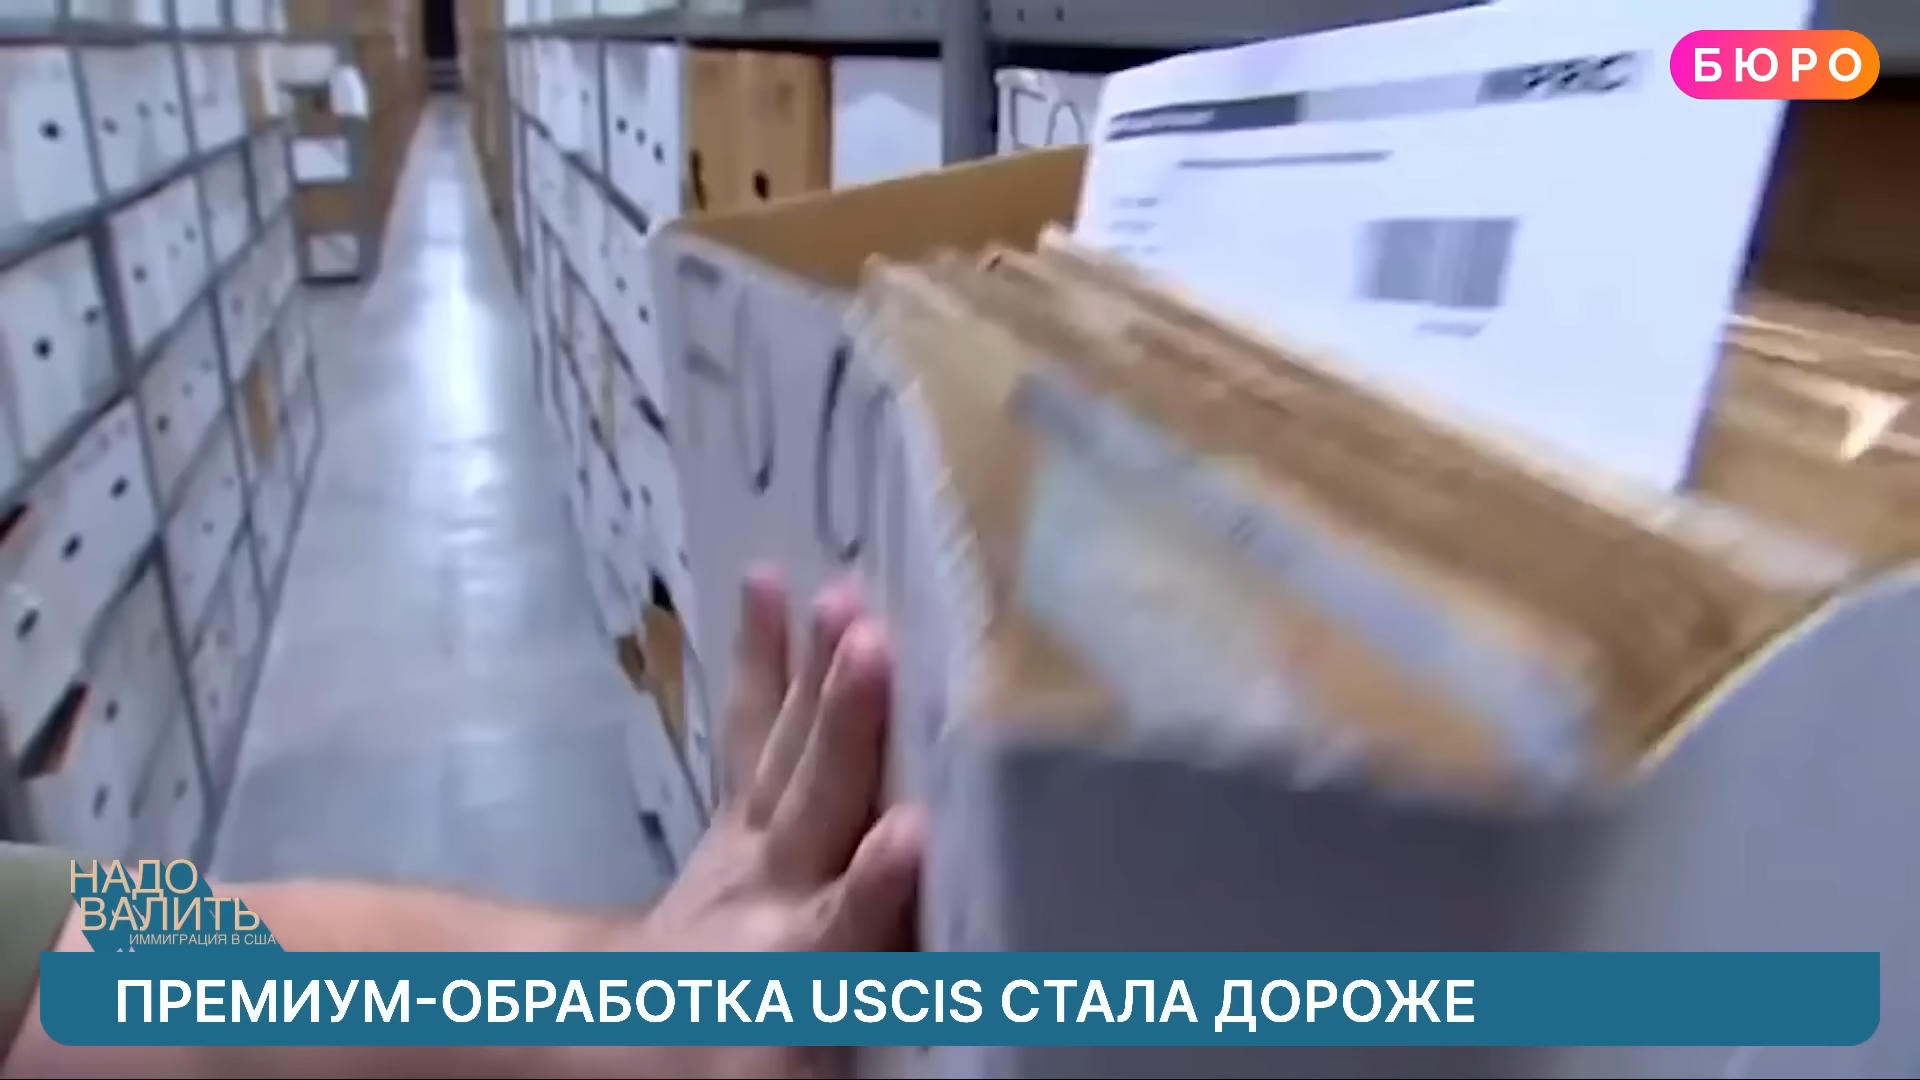 БЮРО
НАДО
ВАЛИТЬ
ИММИГРАЦИЯ В США
ПРЕМИУМ-ОБРАБОТКА USCIS СТАЛА ДОРОЖЕ